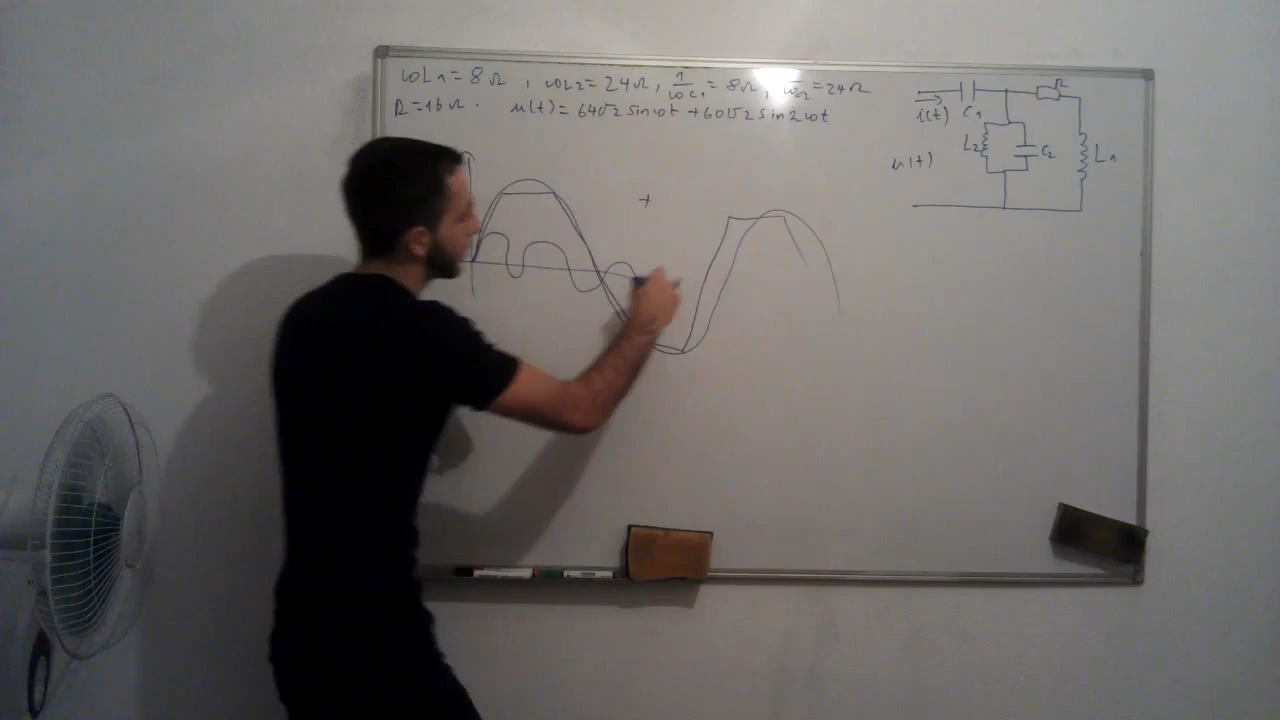 ωL1 = 8Ω , ωL2 = 24Ω, 1/ωC1 = 8Ω, 1/ωC2 = 24Ω
R = 16Ω. u(t) = 64√2 sinωt + 60√2 sin2ωt
R
i(t) C1
L2 C2 L1
u(t)
+